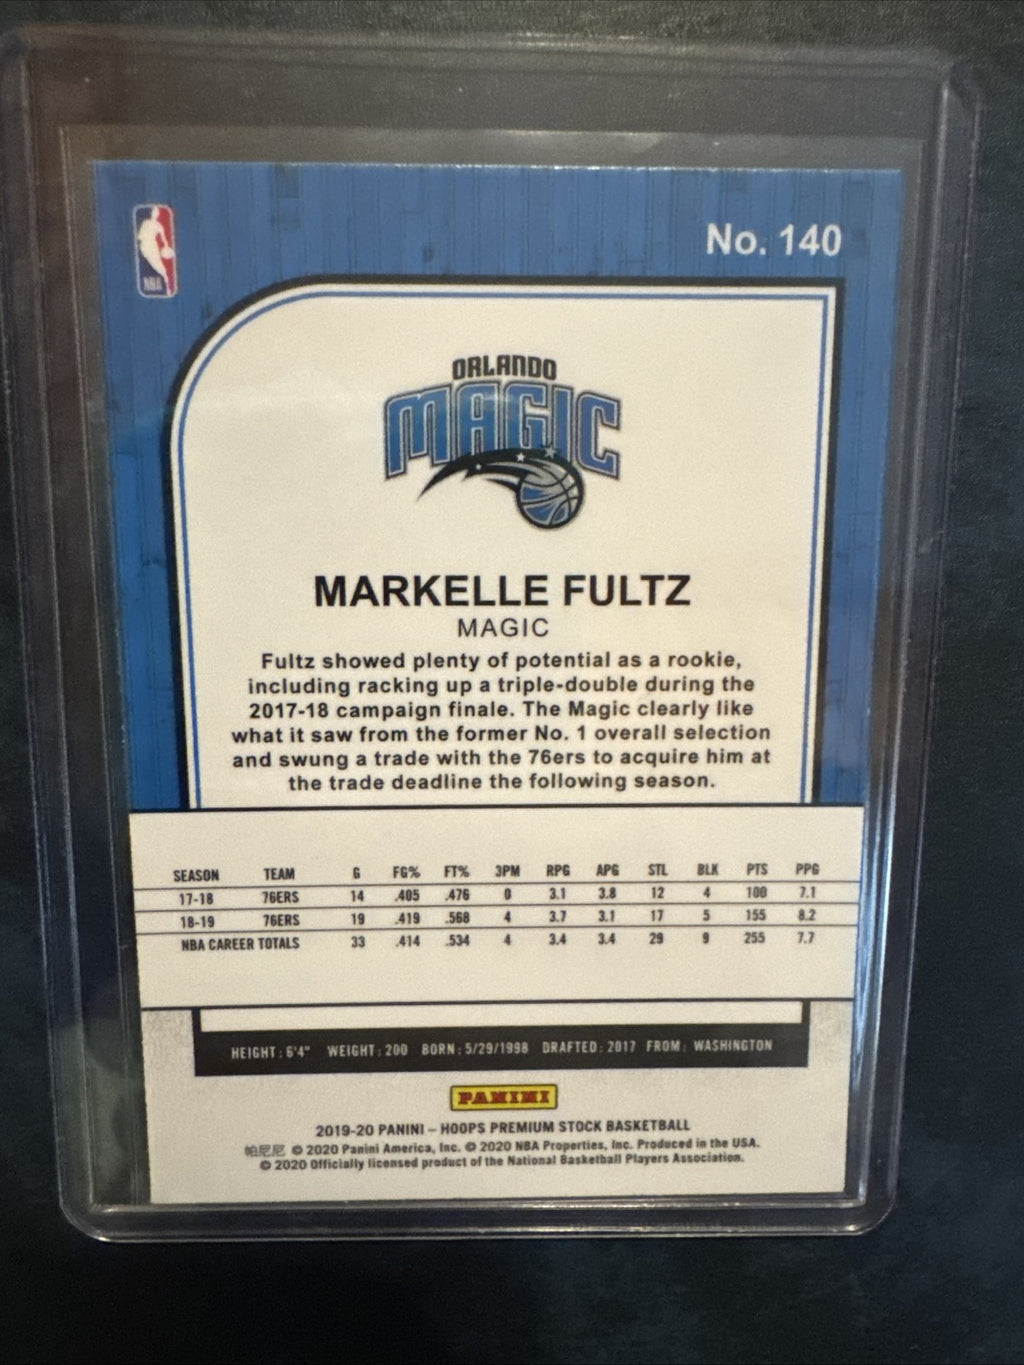 No. 140
NBA
ORLANDO
MAGIC
MARKELLE FULTZ
MAGIC
Fultz showed plenty of potential as a rookie,
including racking up a triple-double during the
2017-18 campaign finale. The Magic clearly like
what it saw from the former No. 1 overall selection
and swung a trade with the 76ers to acquire him at
the trade deadline the following season.
SEASON TEAM G FG% FT% 3PM RPG APG STL BLK PTS PPG
17-18 76ERS 14 .405 .476 0 3.1 3.8 12 4 100 7.1
18-19 76ERS 19 .419 .568 4 3.7 3.1 17 5 155 8.2
NBA CAREER TOTALS 33 .414 .534 4 3.4 3.4 29 9 255 7.7
HEIGHT: 6'4" WEIGHT: 200 BORN: 5/29/1998 DRAFTED: 2017 FROM: WASHINGTON
PANINI
2019-20 PANINI – HOOPS PREMIUM STOCK BASKETBALL
帕尼尼 © 2020 Panini America, Inc. © 2020 NBA Properties, Inc. Produced in the USA.
© 2020 Officially licensed product of the National Basketball Players Association.